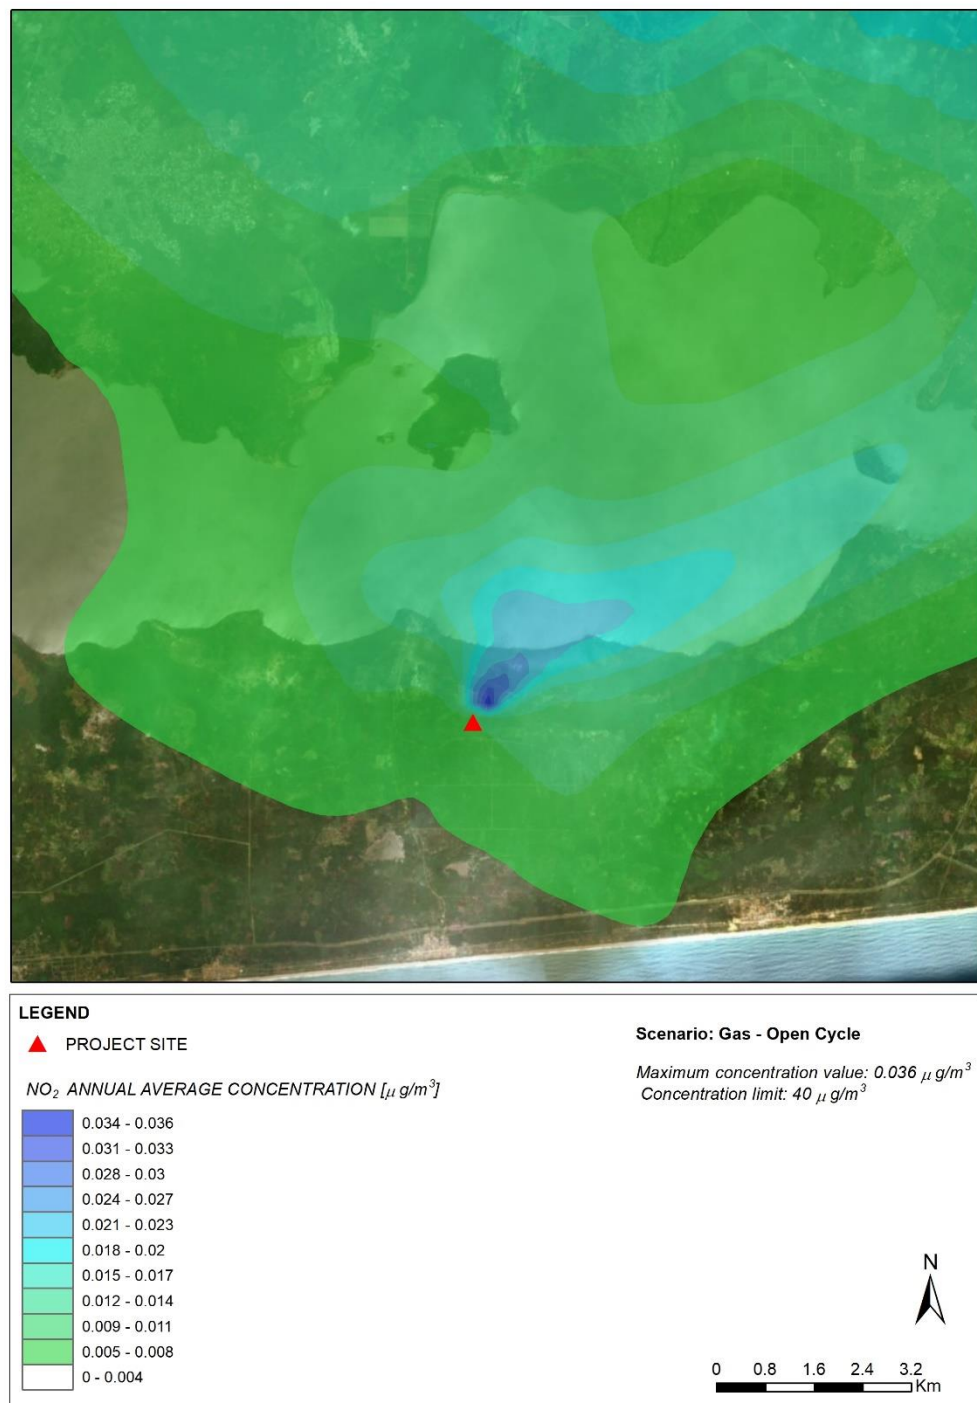 LEGEND
PROJECT SITE
NO₂ ANNUAL AVERAGE CONCENTRATION [μ g/m³]
0.034 - 0.036
0.031 - 0.033
0.028 - 0.03
0.024 - 0.027
0.021 - 0.023
0.018 - 0.02
0.015 - 0.017
0.012 - 0.014
0.009 - 0.011
0.005 - 0.008
0 - 0.004
Scenario: Gas - Open Cycle
Maximum concentration value: 0.036 μ g/m³
Concentration limit: 40 μ g/m³
N
0 0.8 1.6 2.4 3.2
Km